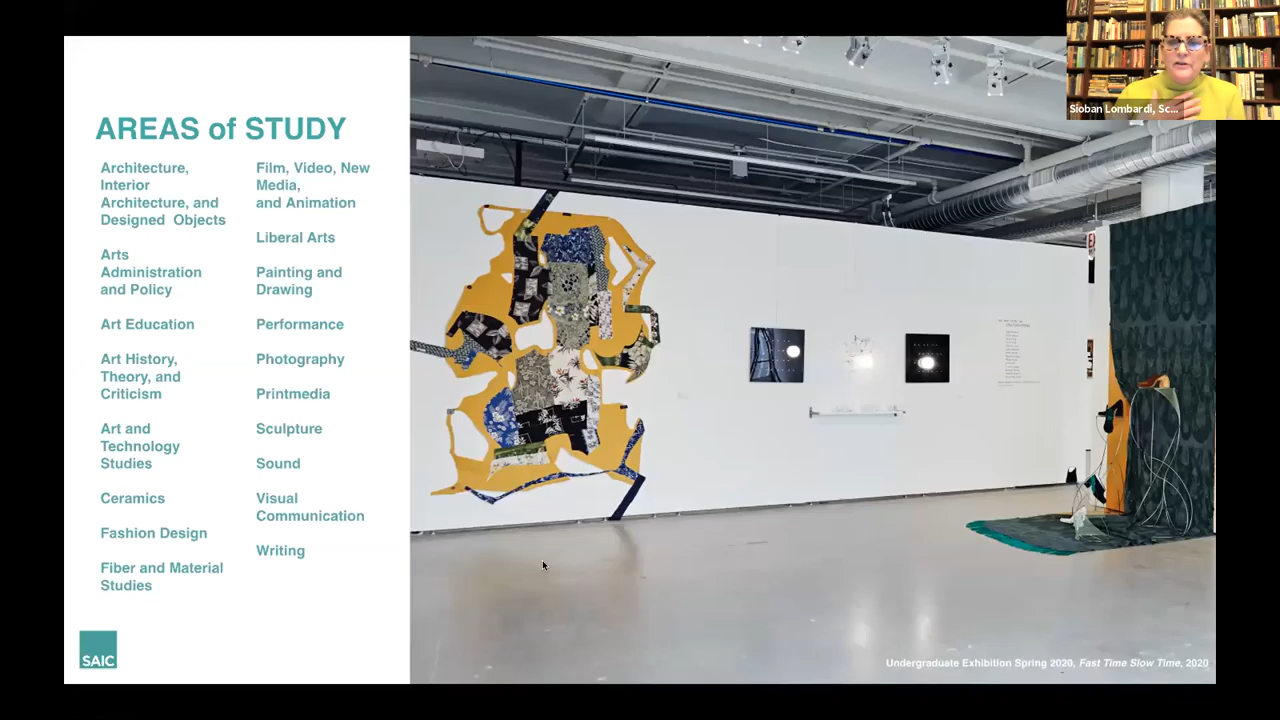 AREAS of STUDY
Architecture,
Interior
Architecture, and
Designed Objects
Arts
Administration
and Policy
Art Education
Art History,
Theory, and
Criticism
Art and
Technology
Studies
Ceramics
Fashion Design
Fiber and Material
Studies
Film, Video, New
Media,
and Animation
Liberal Arts
Painting and
Drawing
Performance
Photography
Printmedia
Sculpture
Sound
Visual
Communication
Writing
SAIC
Sioban Lombardi, Sc...
Undergraduate Exhibition Spring 2020, Fast Time Slow Time, 2020